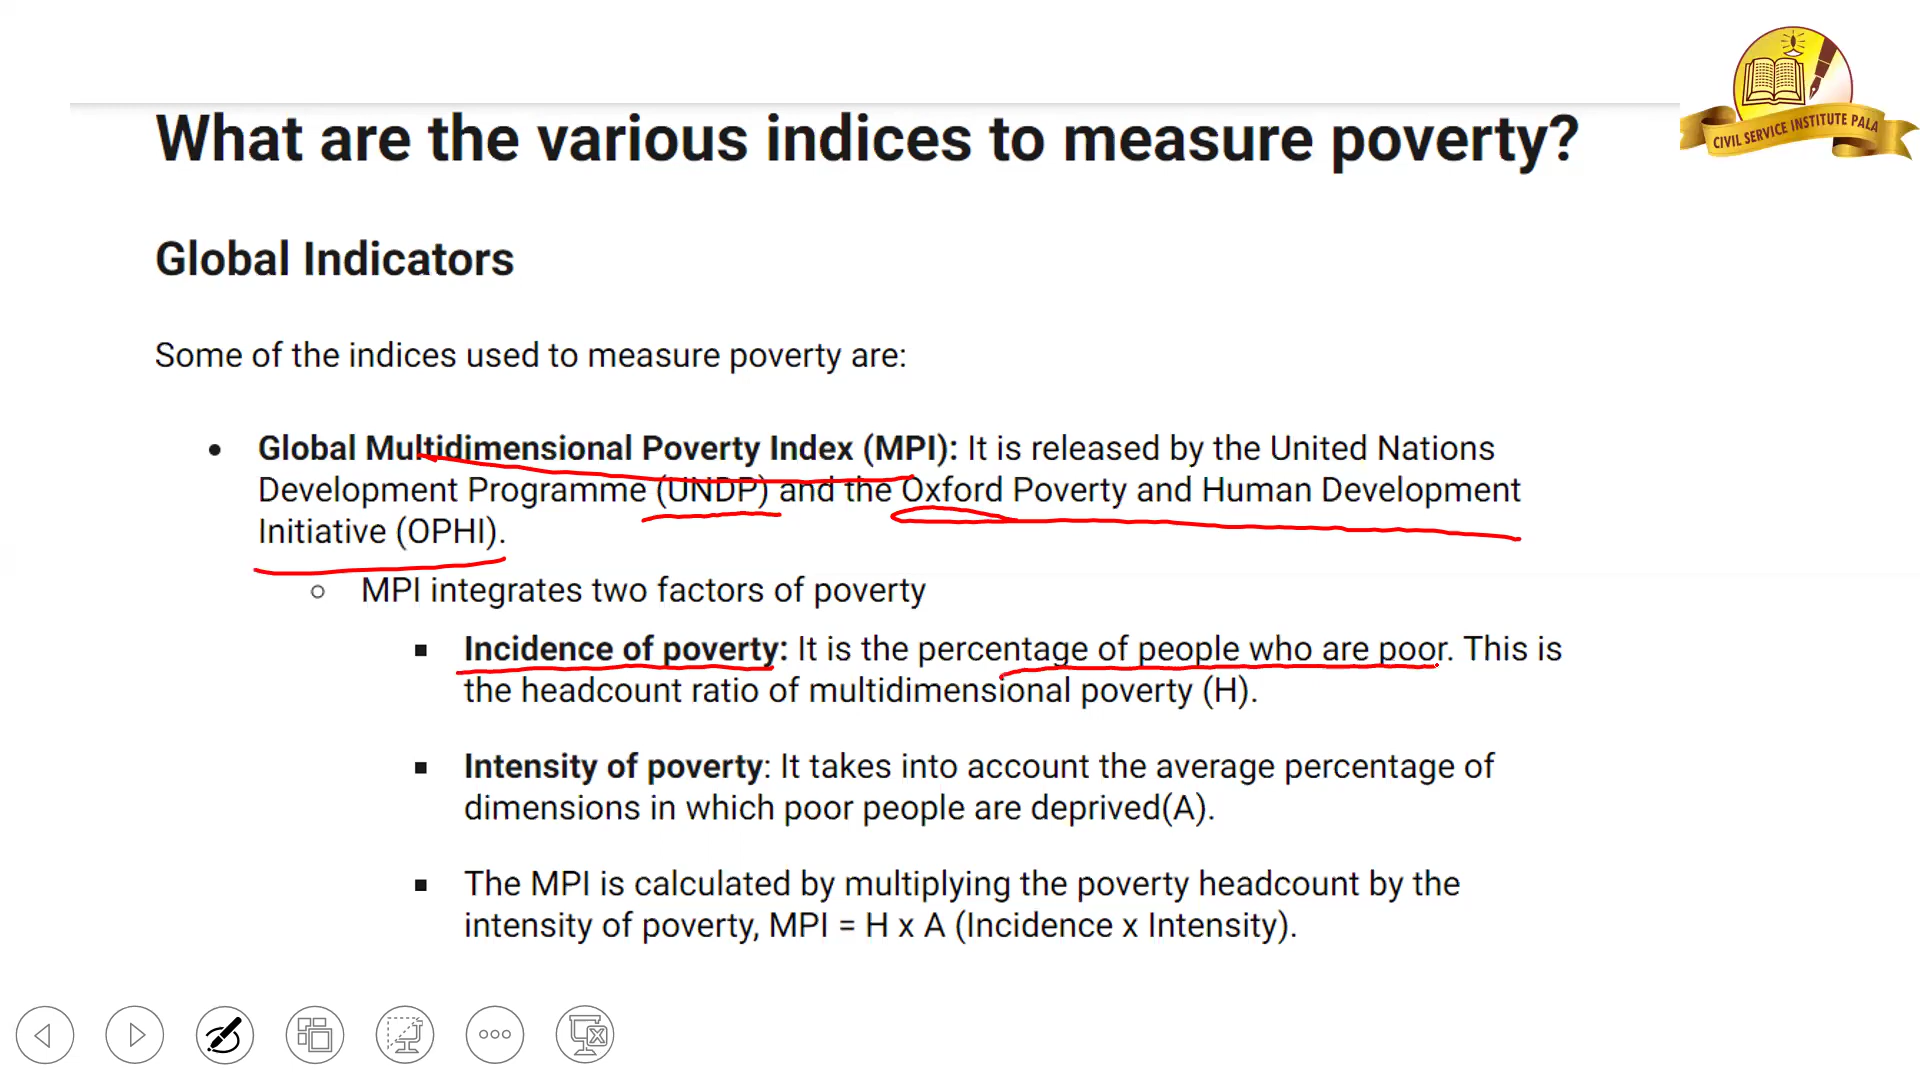 CIVIL SERVICE INSTITUTE PALA
What are the various indices to measure poverty?
Global Indicators
Some of the indices used to measure poverty are:
• Global Multidimensional Poverty Index (MPI): It is released by the United Nations
Development Programme (UNDP) and the Oxford Poverty and Human Development
Initiative (OPHI).
○ MPI integrates two factors of poverty
▪ Incidence of poverty: It is the percentage of people who are poor. This is
the headcount ratio of multidimensional poverty (H).
▪ Intensity of poverty: It takes into account the average percentage of
dimensions in which poor people are deprived(A).
▪ The MPI is calculated by multiplying the poverty headcount by the
intensity of poverty, MPI = H x A (Incidence x Intensity).